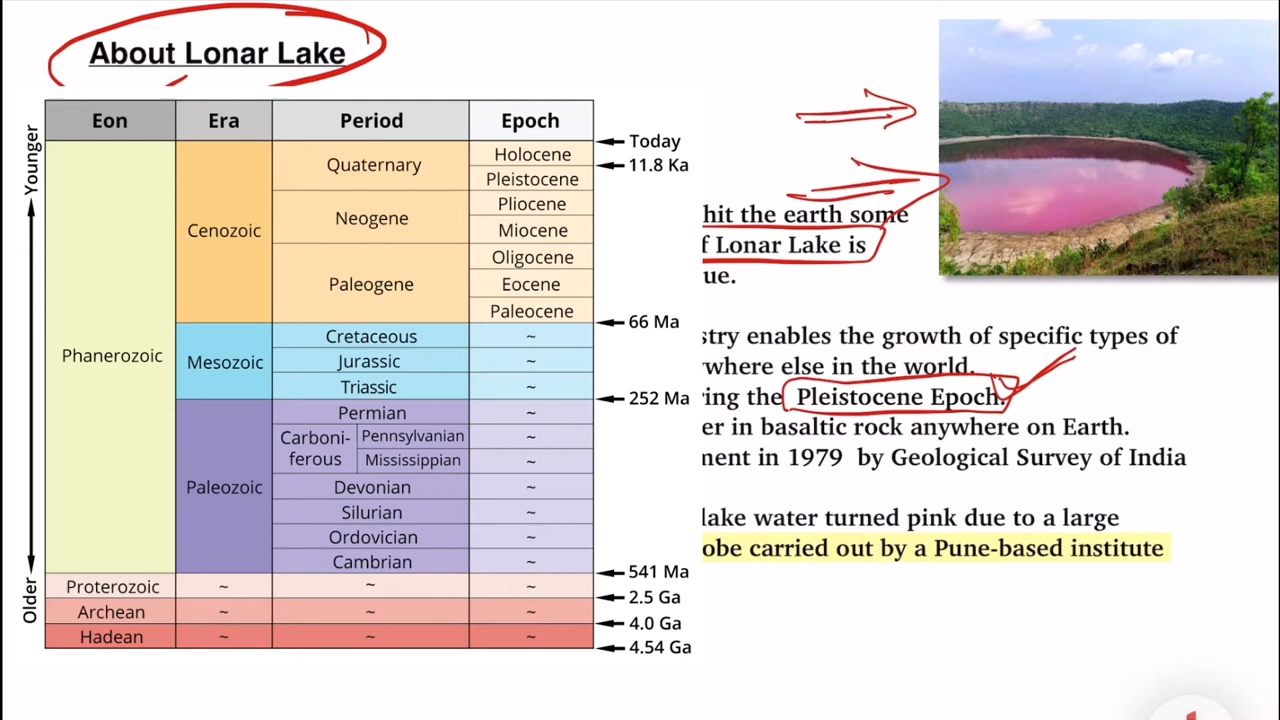 About Lonar Lake
Eon Era Period Epoch
Younger
Older
Phanerozoic
Cenozoic
Quaternary
Holocene
Pleistocene
Neogene
Pliocene
Miocene
Paleogene
Oligocene
Eocene
Paleocene
Mesozoic
Cretaceous ~
Jurassic ~
Triassic ~
Paleozoic
Permian ~
Carboni-
ferous
Pennsylvanian ~
Mississippian ~
Devonian ~
Silurian ~
Ordovician ~
Cambrian ~
Proterozoic ~ ~ ~
Archean ~ ~ ~
Hadean ~ ~ ~
Today
11.8 Ka
66 Ma
252 Ma
541 Ma
2.5 Ga
4.0 Ga
4.54 Ga
hit the earth some
f Lonar Lake is
ue.
stry enables the growth of specific types of
where else in the world.
ring the Pleistocene Epoch.
er in basaltic rock anywhere on Earth.
ment in 1979 by Geological Survey of India
lake water turned pink due to a large
obe carried out by a Pune-based institute